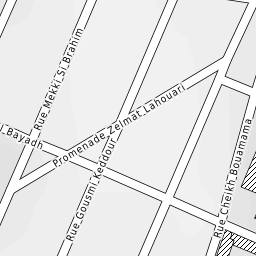 Rue Mekki Si Brahim
Promenade Zelmat Lahouari
l Bayadh
Rue Gousmi Keddour
Rue Cheikh Bouamama